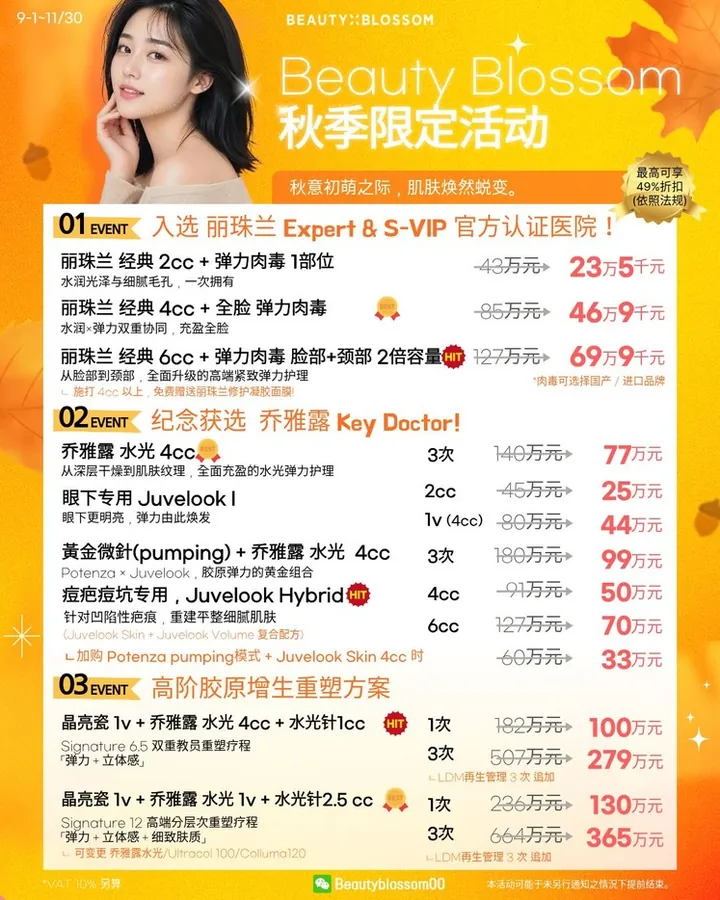 9-1~11/30
BEAUTY BLOSSOM
Beauty Blossom
秋季限定活动
秋意初萌之际，肌肤焕然蜕变。
最高可享
49%折扣
(依照法规)
01 EVENT 入选 丽珠兰 Expert & S-VIP 官方认证医院！
丽珠兰 经典 2cc + 弹力肉毒 1部位 43万元 23万5千元
水润光泽与细腻毛孔，一次拥有
丽珠兰 经典 4cc + 全脸 弹力肉毒 BEST 85万元 46万9千元
水润×弹力双重协同，充盈全脸
丽珠兰 经典 6cc + 弹力肉毒 脸部+颈部 2倍容量 HIT 127万元 69万9千元
从脸部到颈部，全面升级的高端紧致弹力护理
*肉毒可选择国产 / 进口品牌
施打 4cc 以上，免费赠送丽珠兰修护凝胶面膜!
02 EVENT 纪念获选 乔雅露 Key Doctor!
乔雅露 水光 4cc BEST 3次 140万元 77万元
从深层干燥到肌肤纹理，全面充盈的水光弹力护理
眼下专用 Juvelook I 2cc 45万元 25万元
眼下更明亮，弹力由此焕发 1v (4cc) 80万元 44万元
黃金微針(pumping) + 乔雅露 水光 4cc 3次 180万元 99万元
Potenza × Juvelook，胶原弹力的黄金组合
痘疤痘坑专用，Juvelook Hybrid HIT 4cc 91万元 50万元
针对凹陷性疤痕，重建平整细腻肌肤 6cc 127万元 70万元
(Juvelook Skin + Juvelook Volume 复合配方)
加购 Potenza pumping模式 + Juvelook Skin 4cc 时 60万元 33万元
03 EVENT 高阶胶原增生重塑方案
晶亮瓷 1v + 乔雅露 水光 4cc + 水光针1cc HIT 1次 182万元 100万元
Signature 6.5 双重教员重塑疗程 3次 507万元 279万元
「弹力 + 立体感」
LDM再生管理 3 次 追加
晶亮瓷 1v + 乔雅露 水光 1v + 水光针2.5 cc BEST 1次 236万元 130万元
Signature 12 高端分层次重塑疗程 3次 664万元 365万元
「弹力 + 立体感 + 细致肤质」
可变更 乔雅露水光/Ultracol 100/Colluma120 LDM再生管理 3 次 追加
*VAT 10% 另算
Beautyblossom00
本活动可能于未另行通知之情况下提前结束。